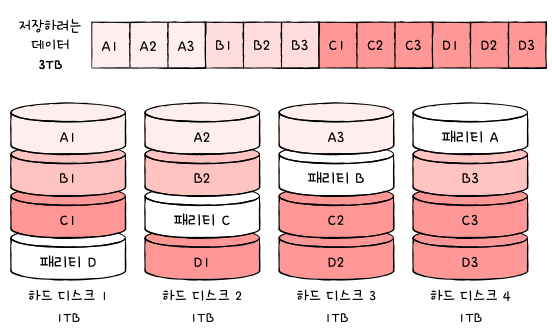 저장하려는
데이터
3TB
A1 A2 A3 B1 B2 B3 C1 C2 C3 D1 D2 D3
A1 A2 A3 패리티 A
B1 B2 패리티 B B3
C1 패리티 C C2 C3
패리티 D D1 D2 D3
하드 디스크 1 하드 디스크 2 하드 디스크 3 하드 디스크 4
1TB 1TB 1TB 1TB